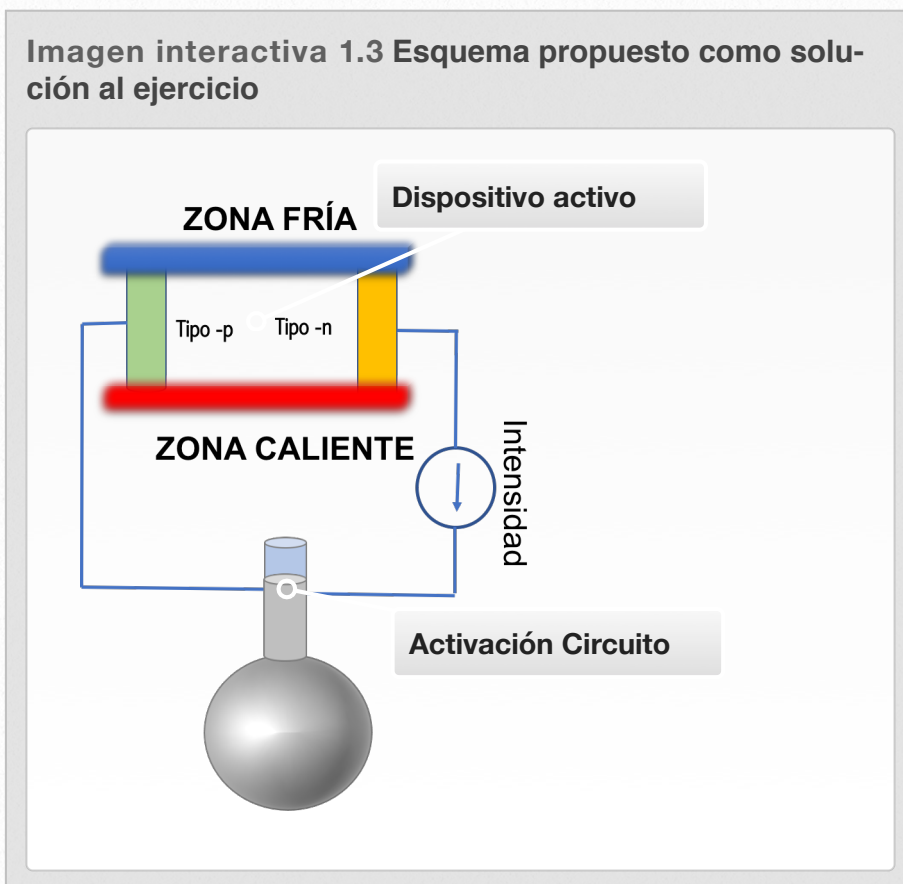 Imagen interactiva 1.3 Esquema propuesto como solu-
ción al ejercicio
Dispositivo activo
ZONA FRÍA
Tipo -p
Tipo -n
ZONA CALIENTE
Intensidad
Activación Circuito